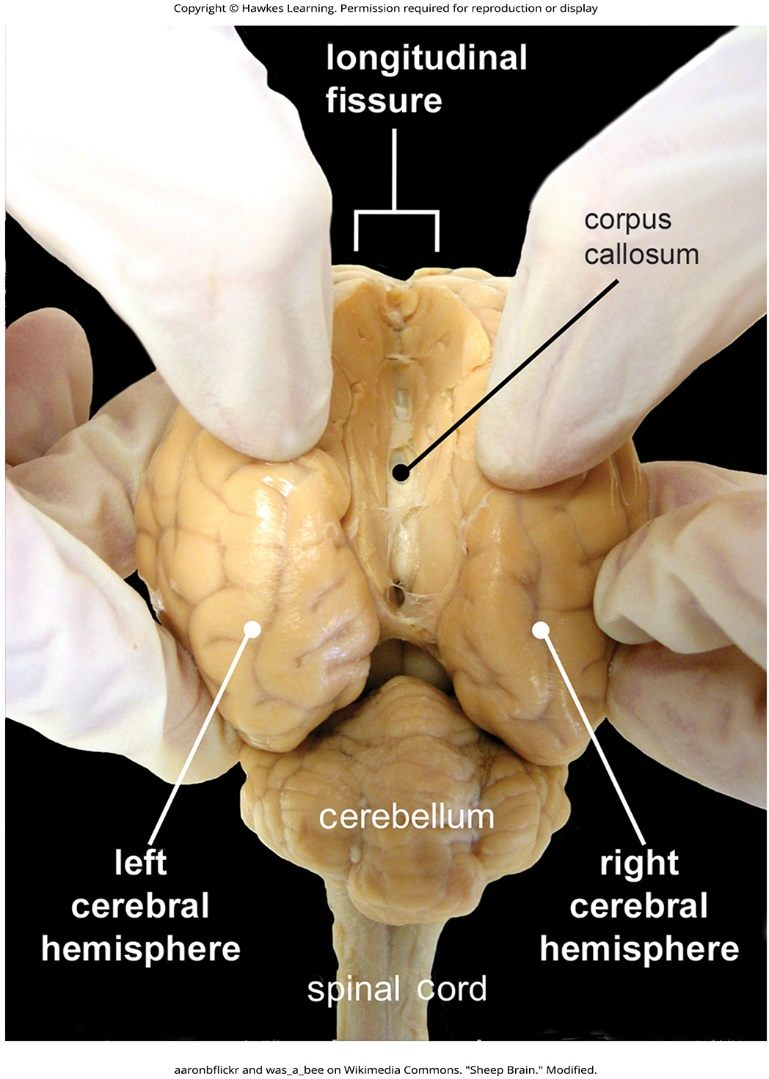 Copyright © Hawkes Learning. Permission required for reproduction or display
longitudinal
fissure
corpus
callosum
cerebellum
left
cerebral
hemisphere
right
cerebral
hemisphere
spinal cord
aaronbflickr and was_a_bee on Wikimedia Commons. "Sheep Brain." Modified.